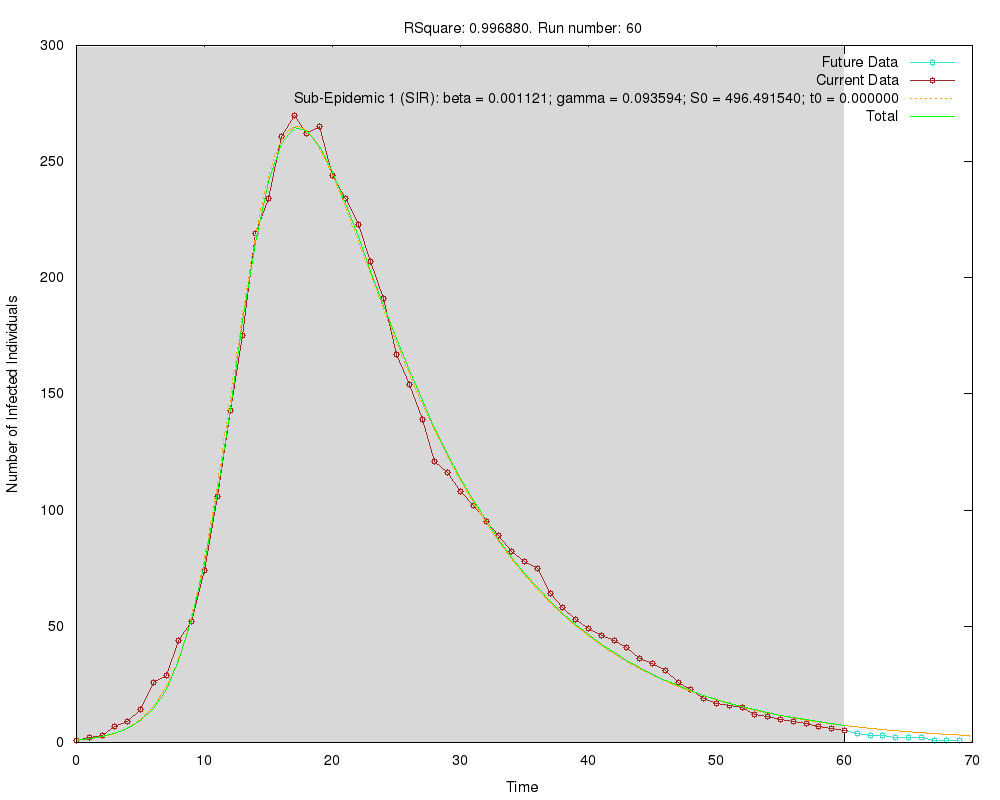 RSquare: 0.996880. Run number: 60
300
250
200
150
100
50
0
Number of Infected Individuals
Future Data
Current Data
Sub-Epidemic 1 (SIR): beta = 0.001121; gamma = 0.093594; S0 = 496.491540; t0 = 0.000000
Total
0 10 20 30 40 50 60 70
Time